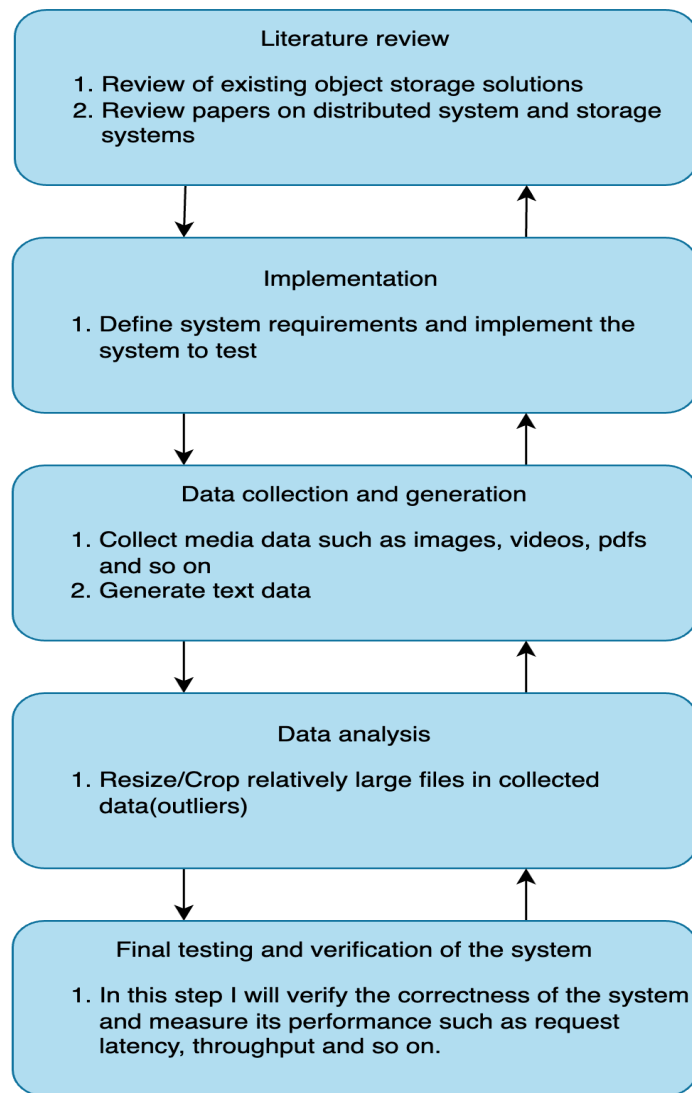 Literature review
1. Review of existing object storage solutions
2. Review papers on distributed system and storage
systems
Implementation
1. Define system requirements and implement the
system to test
Data collection and generation
1. Collect media data such as images, videos, pdfs
and so on
2. Generate text data
Data analysis
1. Resize/Crop relatively large files in collected
data(outliers)
Final testing and verification of the system
1. In this step I will verify the correctness of the system
and measure its performance such as request
latency, throughput and so on.